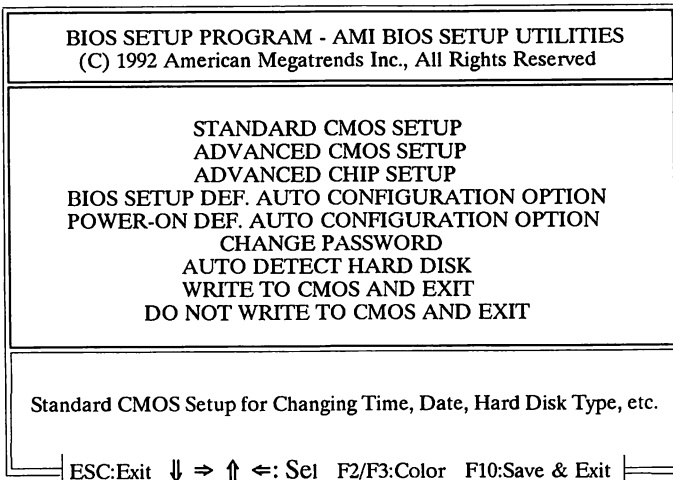 BIOS SETUP PROGRAM - AMI BIOS SETUP UTILITIES
(C) 1992 American Megatrends Inc., All Rights Reserved
STANDARD CMOS SETUP
ADVANCED CMOS SETUP
ADVANCED CHIP SETUP
BIOS SETUP DEF. AUTO CONFIGURATION OPTION
POWER-ON DEF. AUTO CONFIGURATION OPTION
CHANGE PASSWORD
AUTO DETECT HARD DISK
WRITE TO CMOS AND EXIT
DO NOT WRITE TO CMOS AND EXIT
Standard CMOS Setup for Changing Time, Date, Hard Disk Type, etc.
ESC:Exit ⇓ ⇒ ⇑ ⇐: Sel F2/F3:Color F10:Save & Exit